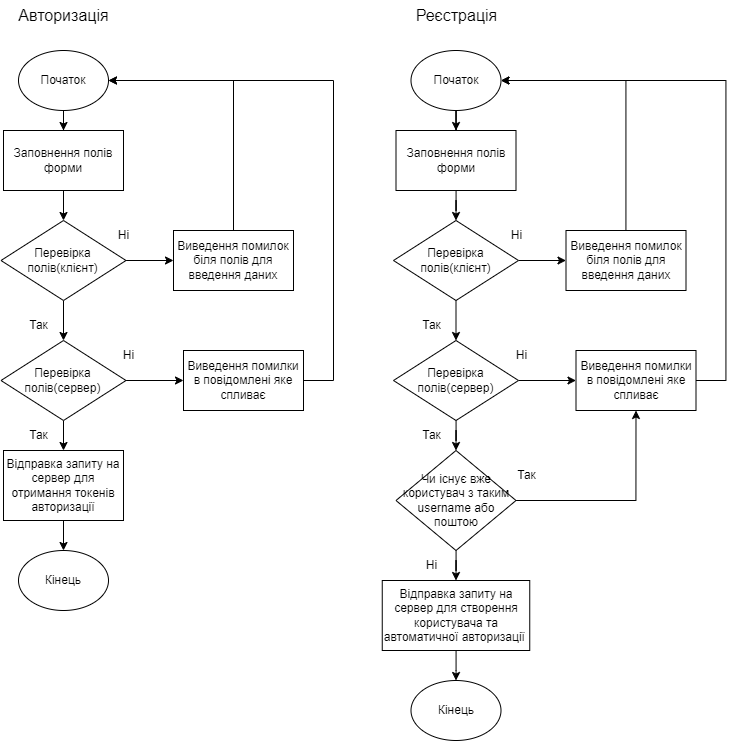 Авторизація
Початок
Заповнення полів
форми
Перевірка
полів(клієнт)
Ні
Виведення помилок
біля полів для
введення даних
Так
Перевірка
полів(сервер)
Ні
Виведення помилки
в повідомлені яке
спливає
Так
Відправка запиту на
сервер для
отримання токенів
авторизації
Кінець
Реєстрація
Початок
Заповнення полів
форми
Перевірка
полів(клієнт)
Ні
Виведення помилок
біля полів для
введення даних
Так
Перевірка
полів(сервер)
Ні
Виведення помилки
в повідомлені яке
спливає
Так
Чи існує вже
користувач з таким
username або
поштою
Так
Ні
Відправка запиту на
сервер для створення
користувача та
автоматичної авторизації
Кінець